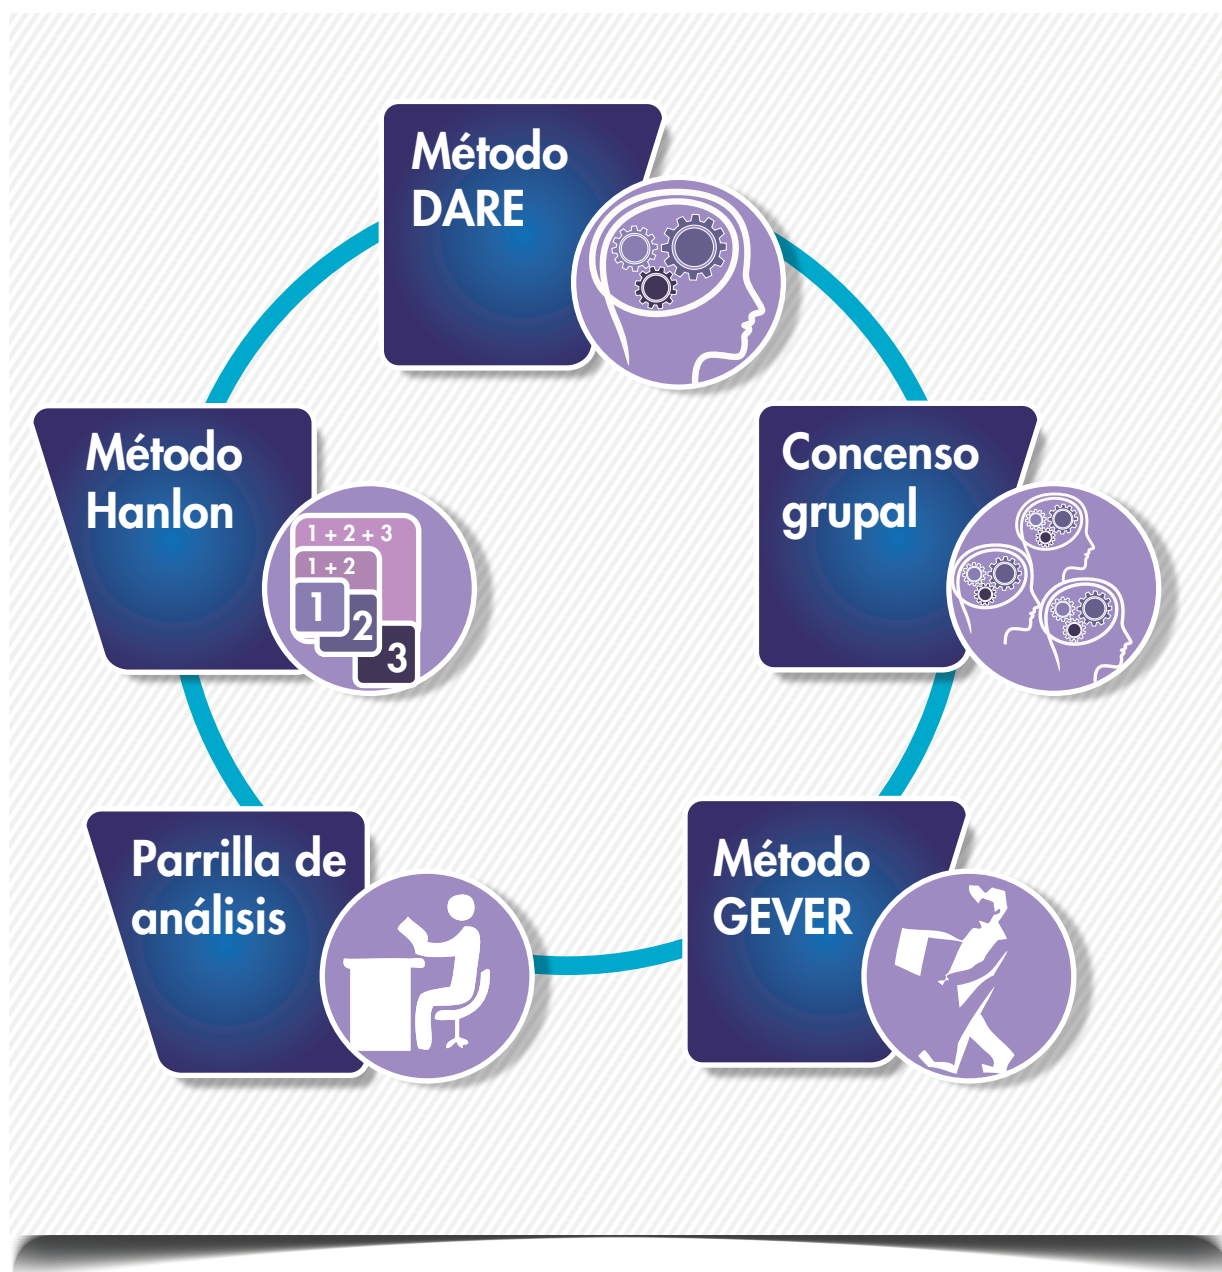 Método
DARE
Método
Hanlon
1 + 2 + 3
1 + 2
1
2
3
Concenso
grupal
Parrilla de
análisis
Método
GEVER